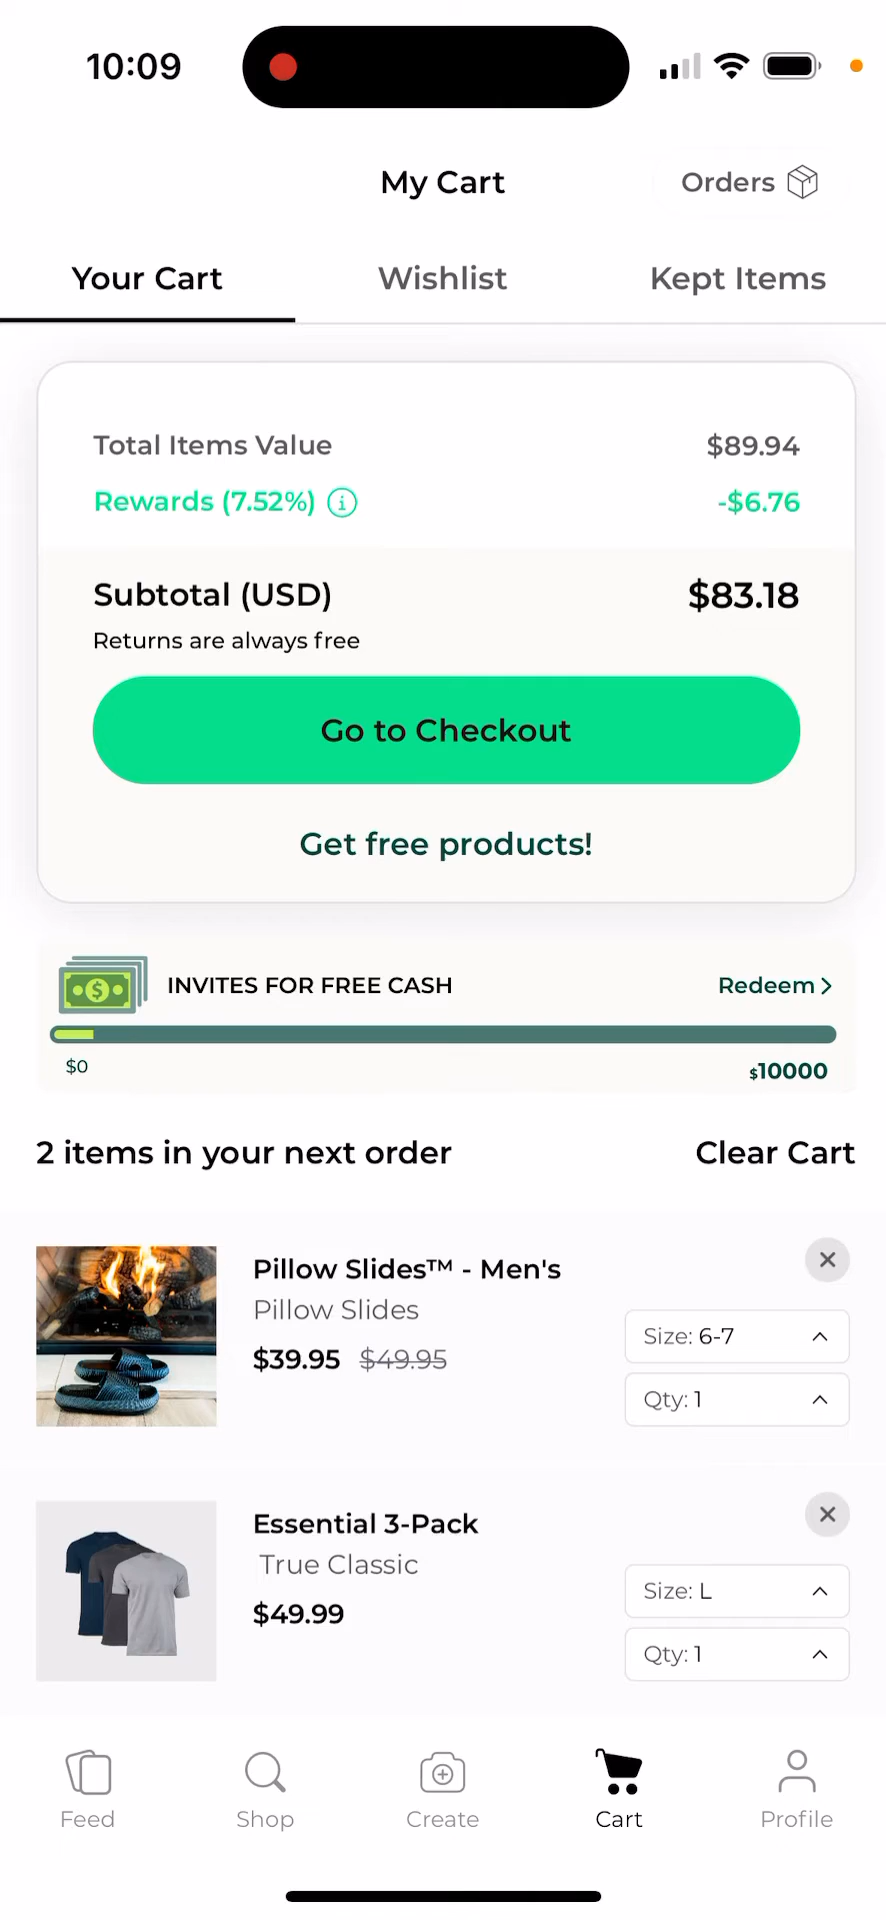 10:09
My Cart
Orders
Your Cart
Wishlist
Kept Items
Total Items Value
$89.94
Rewards (7.52%)
-$6.76
Subtotal (USD)
$83.18
Returns are always free
Go to Checkout
Get free products!
INVITES FOR FREE CASH
Redeem
$0
$10000
2 items in your next order
Clear Cart
Pillow Slides™ - Men's
Pillow Slides
$39.95 $49.95
Size: 6-7
Qty: 1
Essential 3-Pack
True Classic
$49.99
Size: L
Qty: 1
Feed
Shop
Create
Cart
Profile